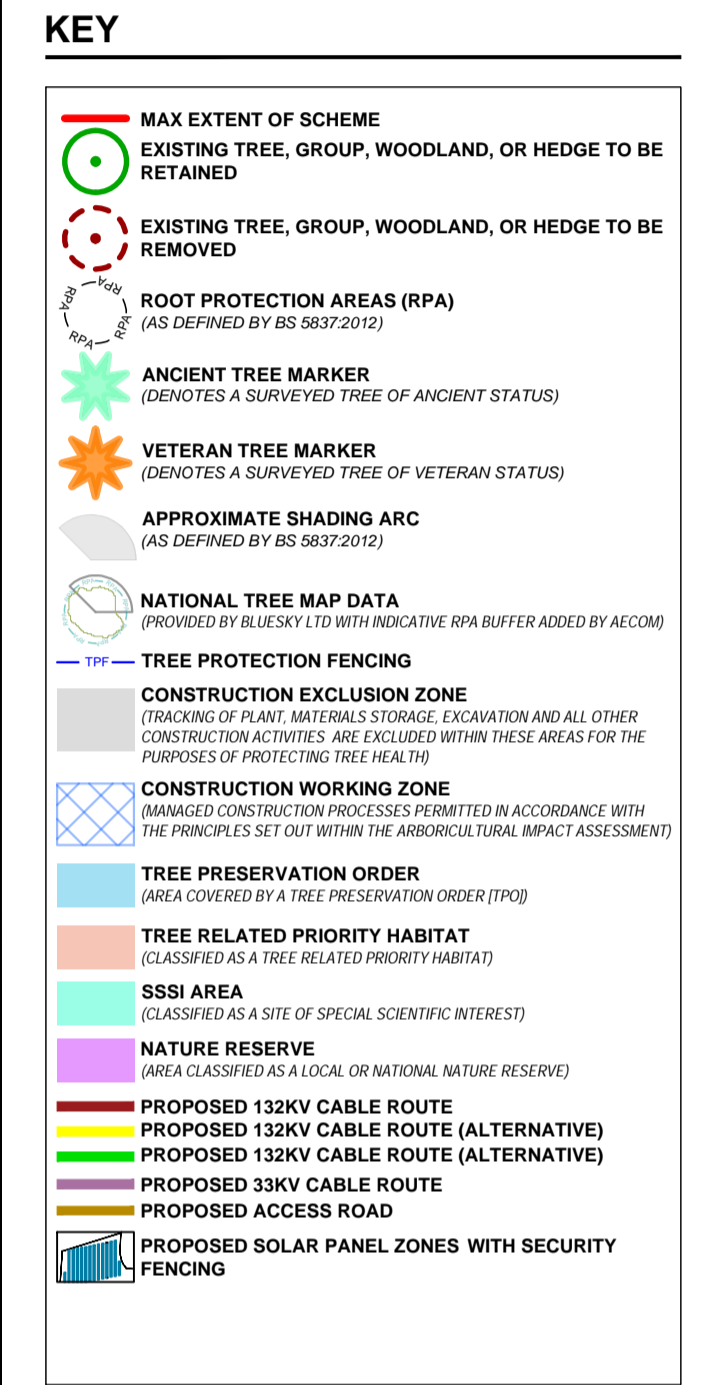 KEY
MAX EXTENT OF SCHEME
EXISTING TREE, GROUP, WOODLAND, OR HEDGE TO BE
RETAINED
EXISTING TREE, GROUP, WOODLAND, OR HEDGE TO BE
REMOVED
RPA
RPA
RPA
RPA
ROOT PROTECTION AREAS (RPA)
(AS DEFINED BY BS 5837:2012)
ANCIENT TREE MARKER
(DENOTES A SURVEYED TREE OF ANCIENT STATUS)
VETERAN TREE MARKER
(DENOTES A SURVEYED TREE OF VETERAN STATUS)
APPROXIMATE SHADING ARC
(AS DEFINED BY BS 5837:2012)
NATIONAL TREE MAP DATA
(PROVIDED BY BLUESKY LTD WITH INDICATIVE RPA BUFFER ADDED BY AECOM)
TPF TREE PROTECTION FENCING
CONSTRUCTION EXCLUSION ZONE
(TRACKING OF PLANT, MATERIALS STORAGE, EXCAVATION AND ALL OTHER
CONSTRUCTION ACTIVITIES ARE EXCLUDED WITHIN THESE AREAS FOR THE
PURPOSES OF PROTECTING TREE HEALTH)
CONSTRUCTION WORKING ZONE
(MANAGED CONSTRUCTION PROCESSES PERMITTED IN ACCORDANCE WITH
THE PRINCIPLES SET OUT WITHIN THE ARBORICULTURAL IMPACT ASSESSMENT)
TREE PRESERVATION ORDER
(AREA COVERED BY A TREE PRESERVATION ORDER [TPO])
TREE RELATED PRIORITY HABITAT
(CLASSIFIED AS A TREE RELATED PRIORITY HABITAT)
SSSI AREA
(CLASSIFIED AS A SITE OF SPECIAL SCIENTIFIC INTEREST)
NATURE RESERVE
(AREA CLASSIFIED AS A LOCAL OR NATIONAL NATURE RESERVE)
PROPOSED 132KV CABLE ROUTE
PROPOSED 132KV CABLE ROUTE (ALTERNATIVE)
PROPOSED 132KV CABLE ROUTE (ALTERNATIVE)
PROPOSED 33KV CABLE ROUTE
PROPOSED ACCESS ROAD
PROPOSED SOLAR PANEL ZONES WITH SECURITY
FENCING